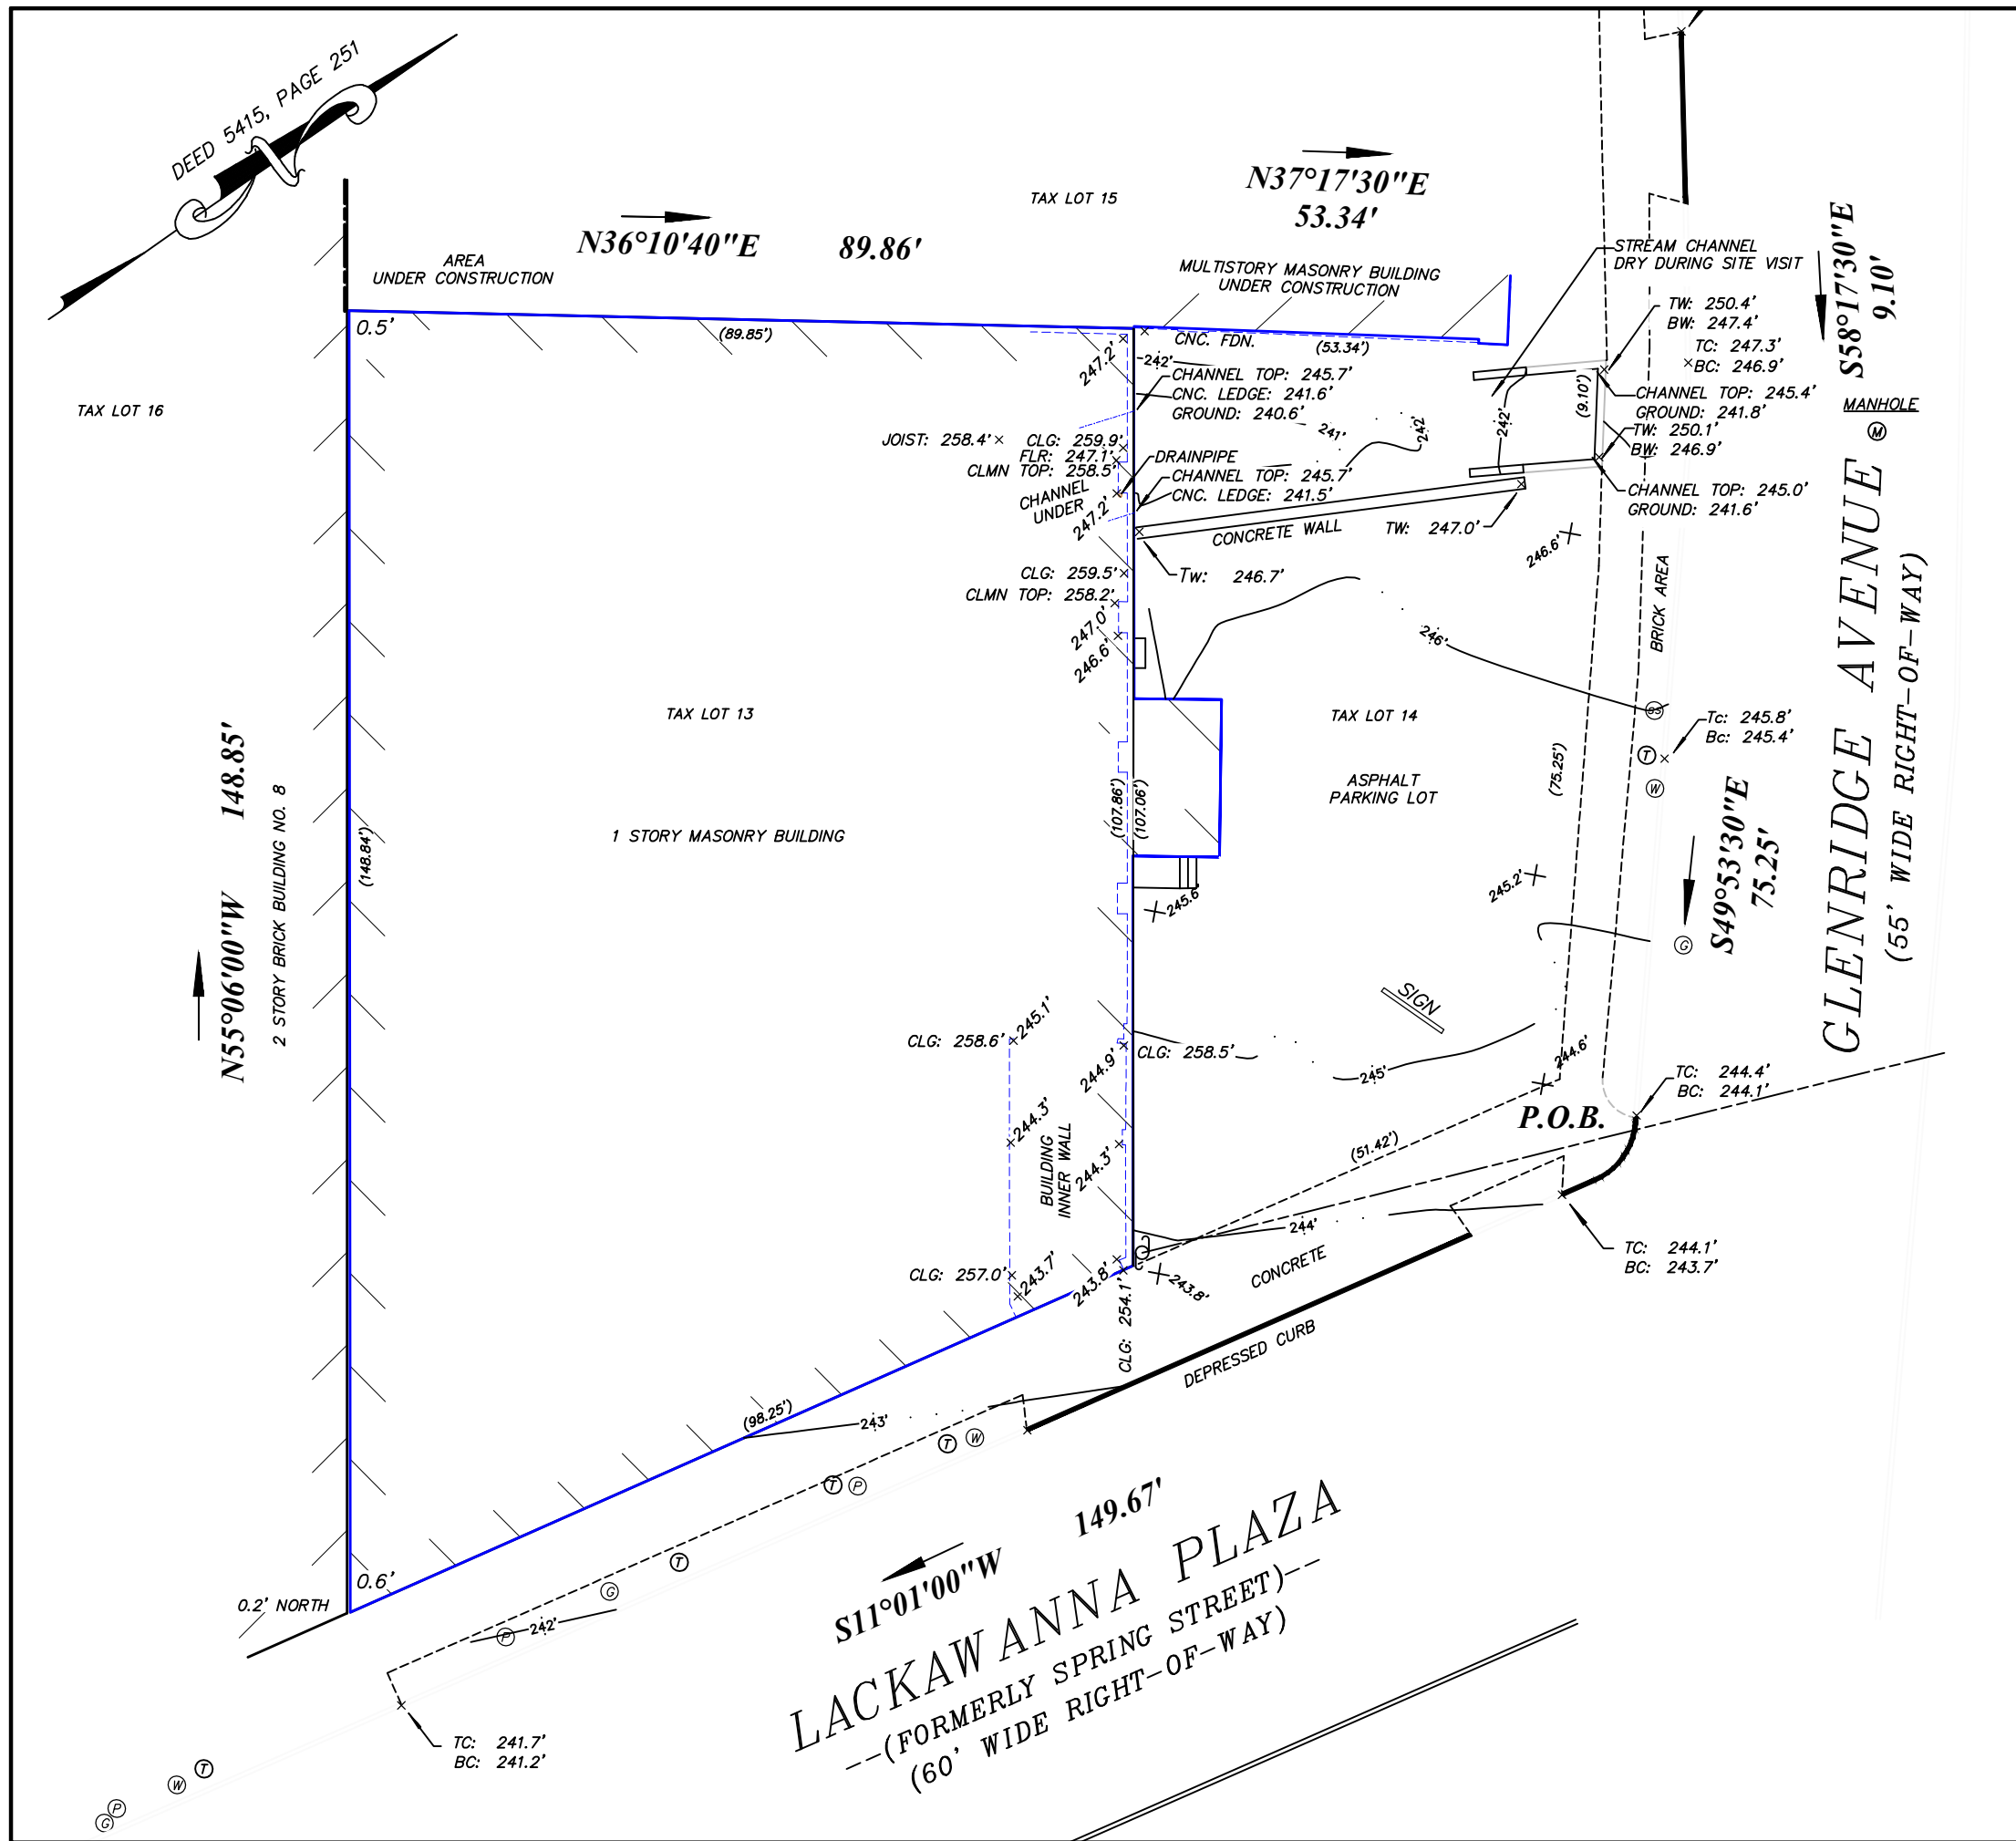 DEED 5415, PAGE 251
TAX LOT 15
N37°17'30"E
53.34'
N36°10'40"E 89.86'
AREA
UNDER CONSTRUCTION
MULTISTORY MASONRY BUILDING
UNDER CONSTRUCTION
STREAM CHANNEL
DRY DURING SITE VISIT
S58°17'30"E
9.10'
TW: 250.4'
BW: 247.4'
TC: 247.3'
BC: 246.9'
0.5'
(89.85')
CNC. FDN.
(53.34')
247.2'
242'
CHANNEL TOP: 245.7'
CNC. LEDGE: 241.6'
GROUND: 240.6'
241'
242'
242'
(9.10')
CHANNEL TOP: 245.4'
GROUND: 241.8'
TW: 250.1'
BW: 246.9'
MANHOLE
M
TAX LOT 16
JOIST: 258.4'
CLG: 259.9'
FLR: 247.1'
CLMN TOP: 258.5'
DRAINPIPE
CHANNEL TOP: 245.7'
CNC. LEDGE: 241.5'
CHANNEL
UNDER
247.2'
CHANNEL TOP: 245.0'
GROUND: 241.6'
CONCRETE WALL
TW: 247.0'
246.6'
CLG: 259.5'
CLMN TOP: 258.2'
Tw: 246.7'
BRICK AREA
247.0'
246.6'
246'
TAX LOT 13
TAX LOT 14
DS
Tc: 245.8'
Bc: 245.4'
T
W
N55°06'00"W 148.85'
2 STORY BRICK BUILDING NO. 8
(148.84')
1 STORY MASONRY BUILDING
(107.86')
(107.06')
ASPHALT
PARKING LOT
(75.25')
S49°53'30"E
75.25'
GLENRIDGE AVENUE
(55' WIDE RIGHT-OF-WAY)
245.2'
245.6'
G
SIGN
CLG: 258.6'
245.1'
244.9'
CLG: 258.5'
245'
244.6'
TC: 244.4'
BC: 244.1'
P.O.B.
244.3'
BUILDING
INNER WALL
244.3'
(51.42')
244'
TC: 244.1'
BC: 243.7'
CLG: 257.0'
243.7'
243.8'
243.8'
CONCRETE
CLG: 254.1'
DEPRESSED CURB
(98.25')
243'
T
W
T
P
T
G
P
242'
0.6'
0.2' NORTH
149.67'
S11°01'00"W
LACKAWANNA PLAZA
--(FORMERLY SPRING STREET)--
(60' WIDE RIGHT-OF-WAY)
TC: 241.7'
BC: 241.2'
T
W
P
G